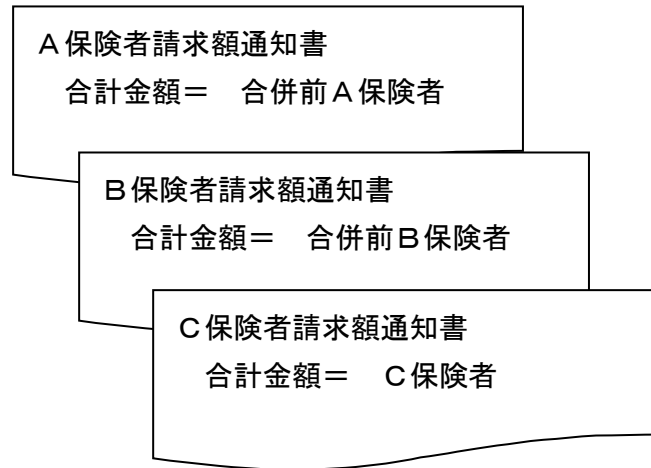 A保険者請求額通知書
合計金額＝　合併前A保険者
B保険者請求額通知書
合計金額＝　合併前B保険者
C保険者請求額通知書
合計金額＝　C保険者